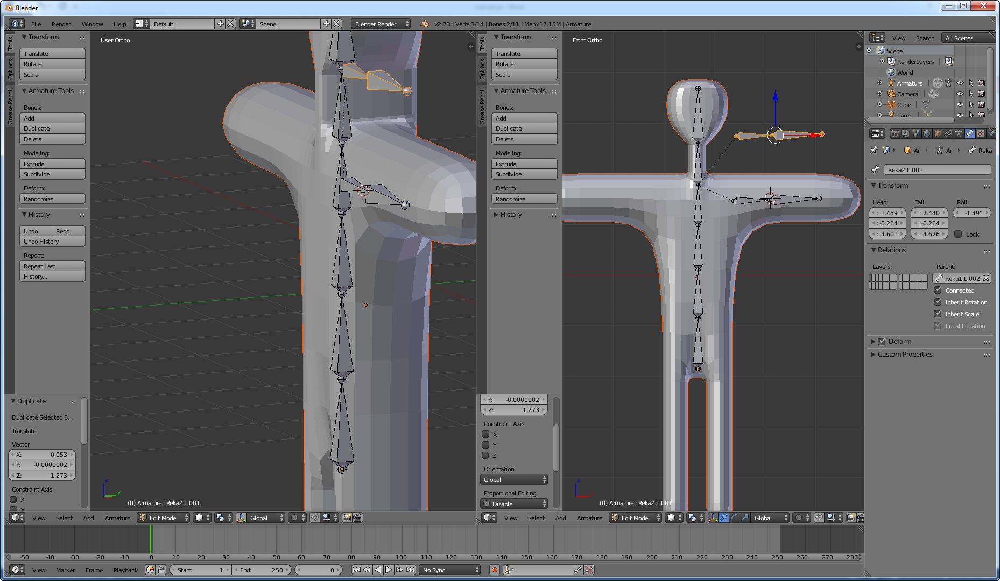 Blender
File Render Window Help Default Scene Blender Render v2.73 | Verts:3/14 | Bones:2/11 | Mem:17.15M | Armature
Tools
Options
Grease Pencil
Transform
Translate
Rotate
Scale
Armature Tools
Bones:
Add
Duplicate
Delete
Modeling:
Extrude
Subdivide
Deform:
Randomize
History
Undo Redo
Undo History
Repeat:
Repeat Last
History...
Duplicate
Duplicate Selected B...
Translate
Vector
X: 0.053
Y: -0.0000002
Z: 1.273
Constraint Axis
X
Y
User Ortho
(0) Armature : Reka2.L.001
View Select Add Armature Edit Mode Global
Tools
Options
Grease Pencil
Transform
Translate
Rotate
Scale
Armature Tools
Bones:
Add
Duplicate
Delete
Modeling:
Extrude
Subdivide
Deform:
Randomize
History
Y: -0.0000002
Z: 1.273
Constraint Axis
X
Y
Z
Orientation
Global
Proportional Editing
Disable
Front Ortho
(0) Armature : Reka2.L.001
View Select Add Armature Edit Mode Global
View Search All Scenes
Scene
RenderLayers
World
Armature
Camera
Cube
Lamp
Ar Ar Reka
Reka2.L.001
Transform
Head: Tail: Roll:
: 1.459 : 2.440 -1.49°
:-0.264 :-0.264
: 4.601 : 4.626 Lock
Relations
Layers: Parent:
Reka1.L.002
Connected
Inherit Rotation
Inherit Scale
Local Location
Deform
Custom Properties
z
y
z
x
-50 -40 -30 -20 -10 0 10 20 30 40 50 60 70 80 90 100 110 120 130 140 150 160 170 180 190 200 210 220 230 240 250 260 270 280
View Marker Frame Playback Start: 1 End: 250 0 No Sync